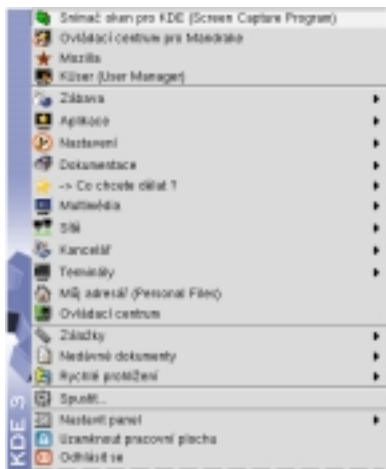 Snímač oken pro KDE (Screen Capture Program)
Ovládací centrum pro Mandrake
Mozilla
KUser (User Manager)
Zábava
Aplikace
Nastavení
Dokumentace
-> Co chcete dělat ?
Multimédia
Sítě
Kancelář
Terminály
Můj adresář (Personal Files)
Ovládací centrum
Záložky
Nedávné dokumenty
Rychlé prohlížení
Spustit...
Nastavit panel
Uzamknout pracovní plochu
Odhlásit se
KDE 3